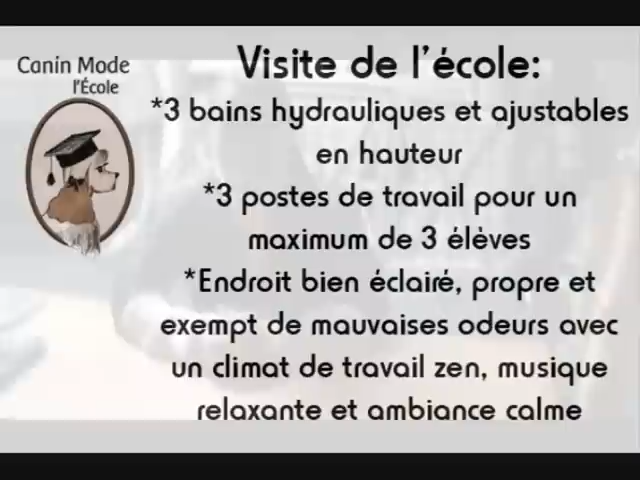 Canin Mode
l'École
Visite de l'école:
*3 bains hydrauliques et ajustables
en hauteur
*3 postes de travail pour un
maximum de 3 élèves
*Endroit bien éclairé, propre et
exempt de mauvaises odeurs avec
un climat de travail zen, musique
relaxante et ambiance calme